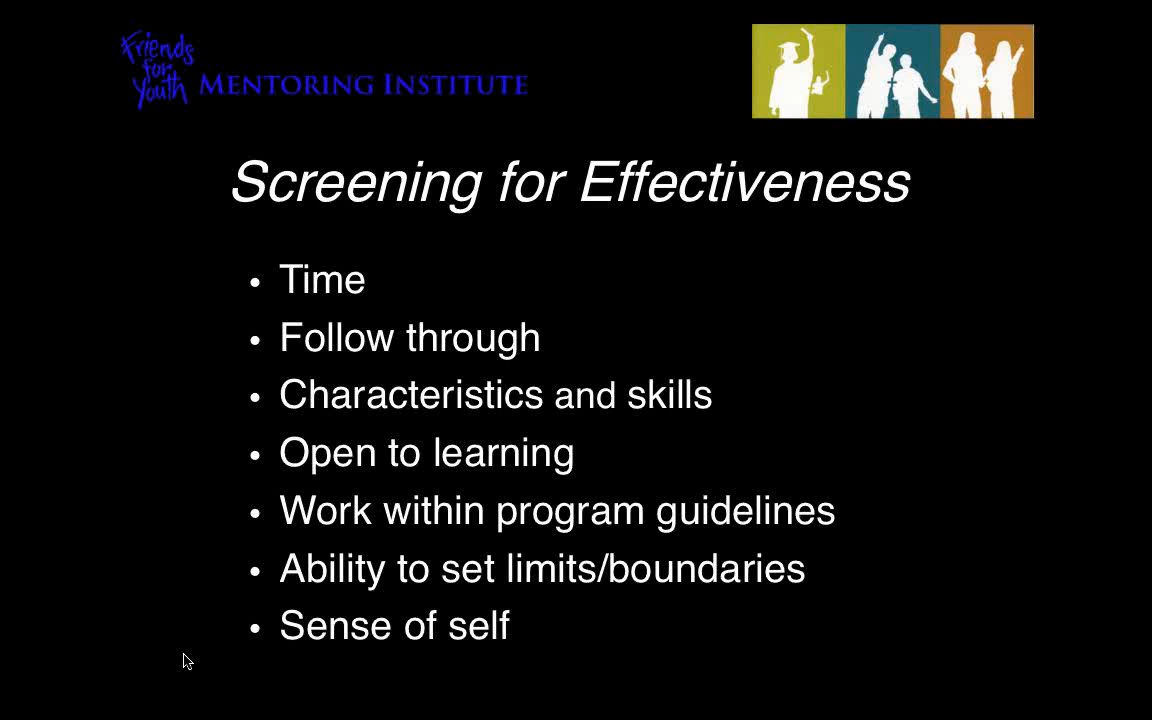 Friends
for
Youth
MENTORING INSTITUTE
Screening for Effectiveness
• Time
• Follow through
• Characteristics and skills
• Open to learning
• Work within program guidelines
• Ability to set limits/boundaries
• Sense of self